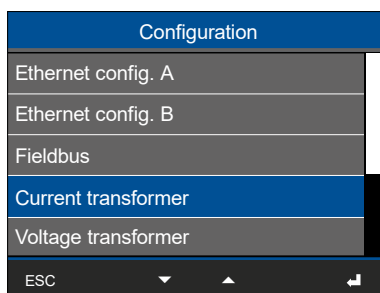 Configuration
Ethernet config. A
Ethernet config. B
Fieldbus
Current transformer
Voltage transformer
ESC